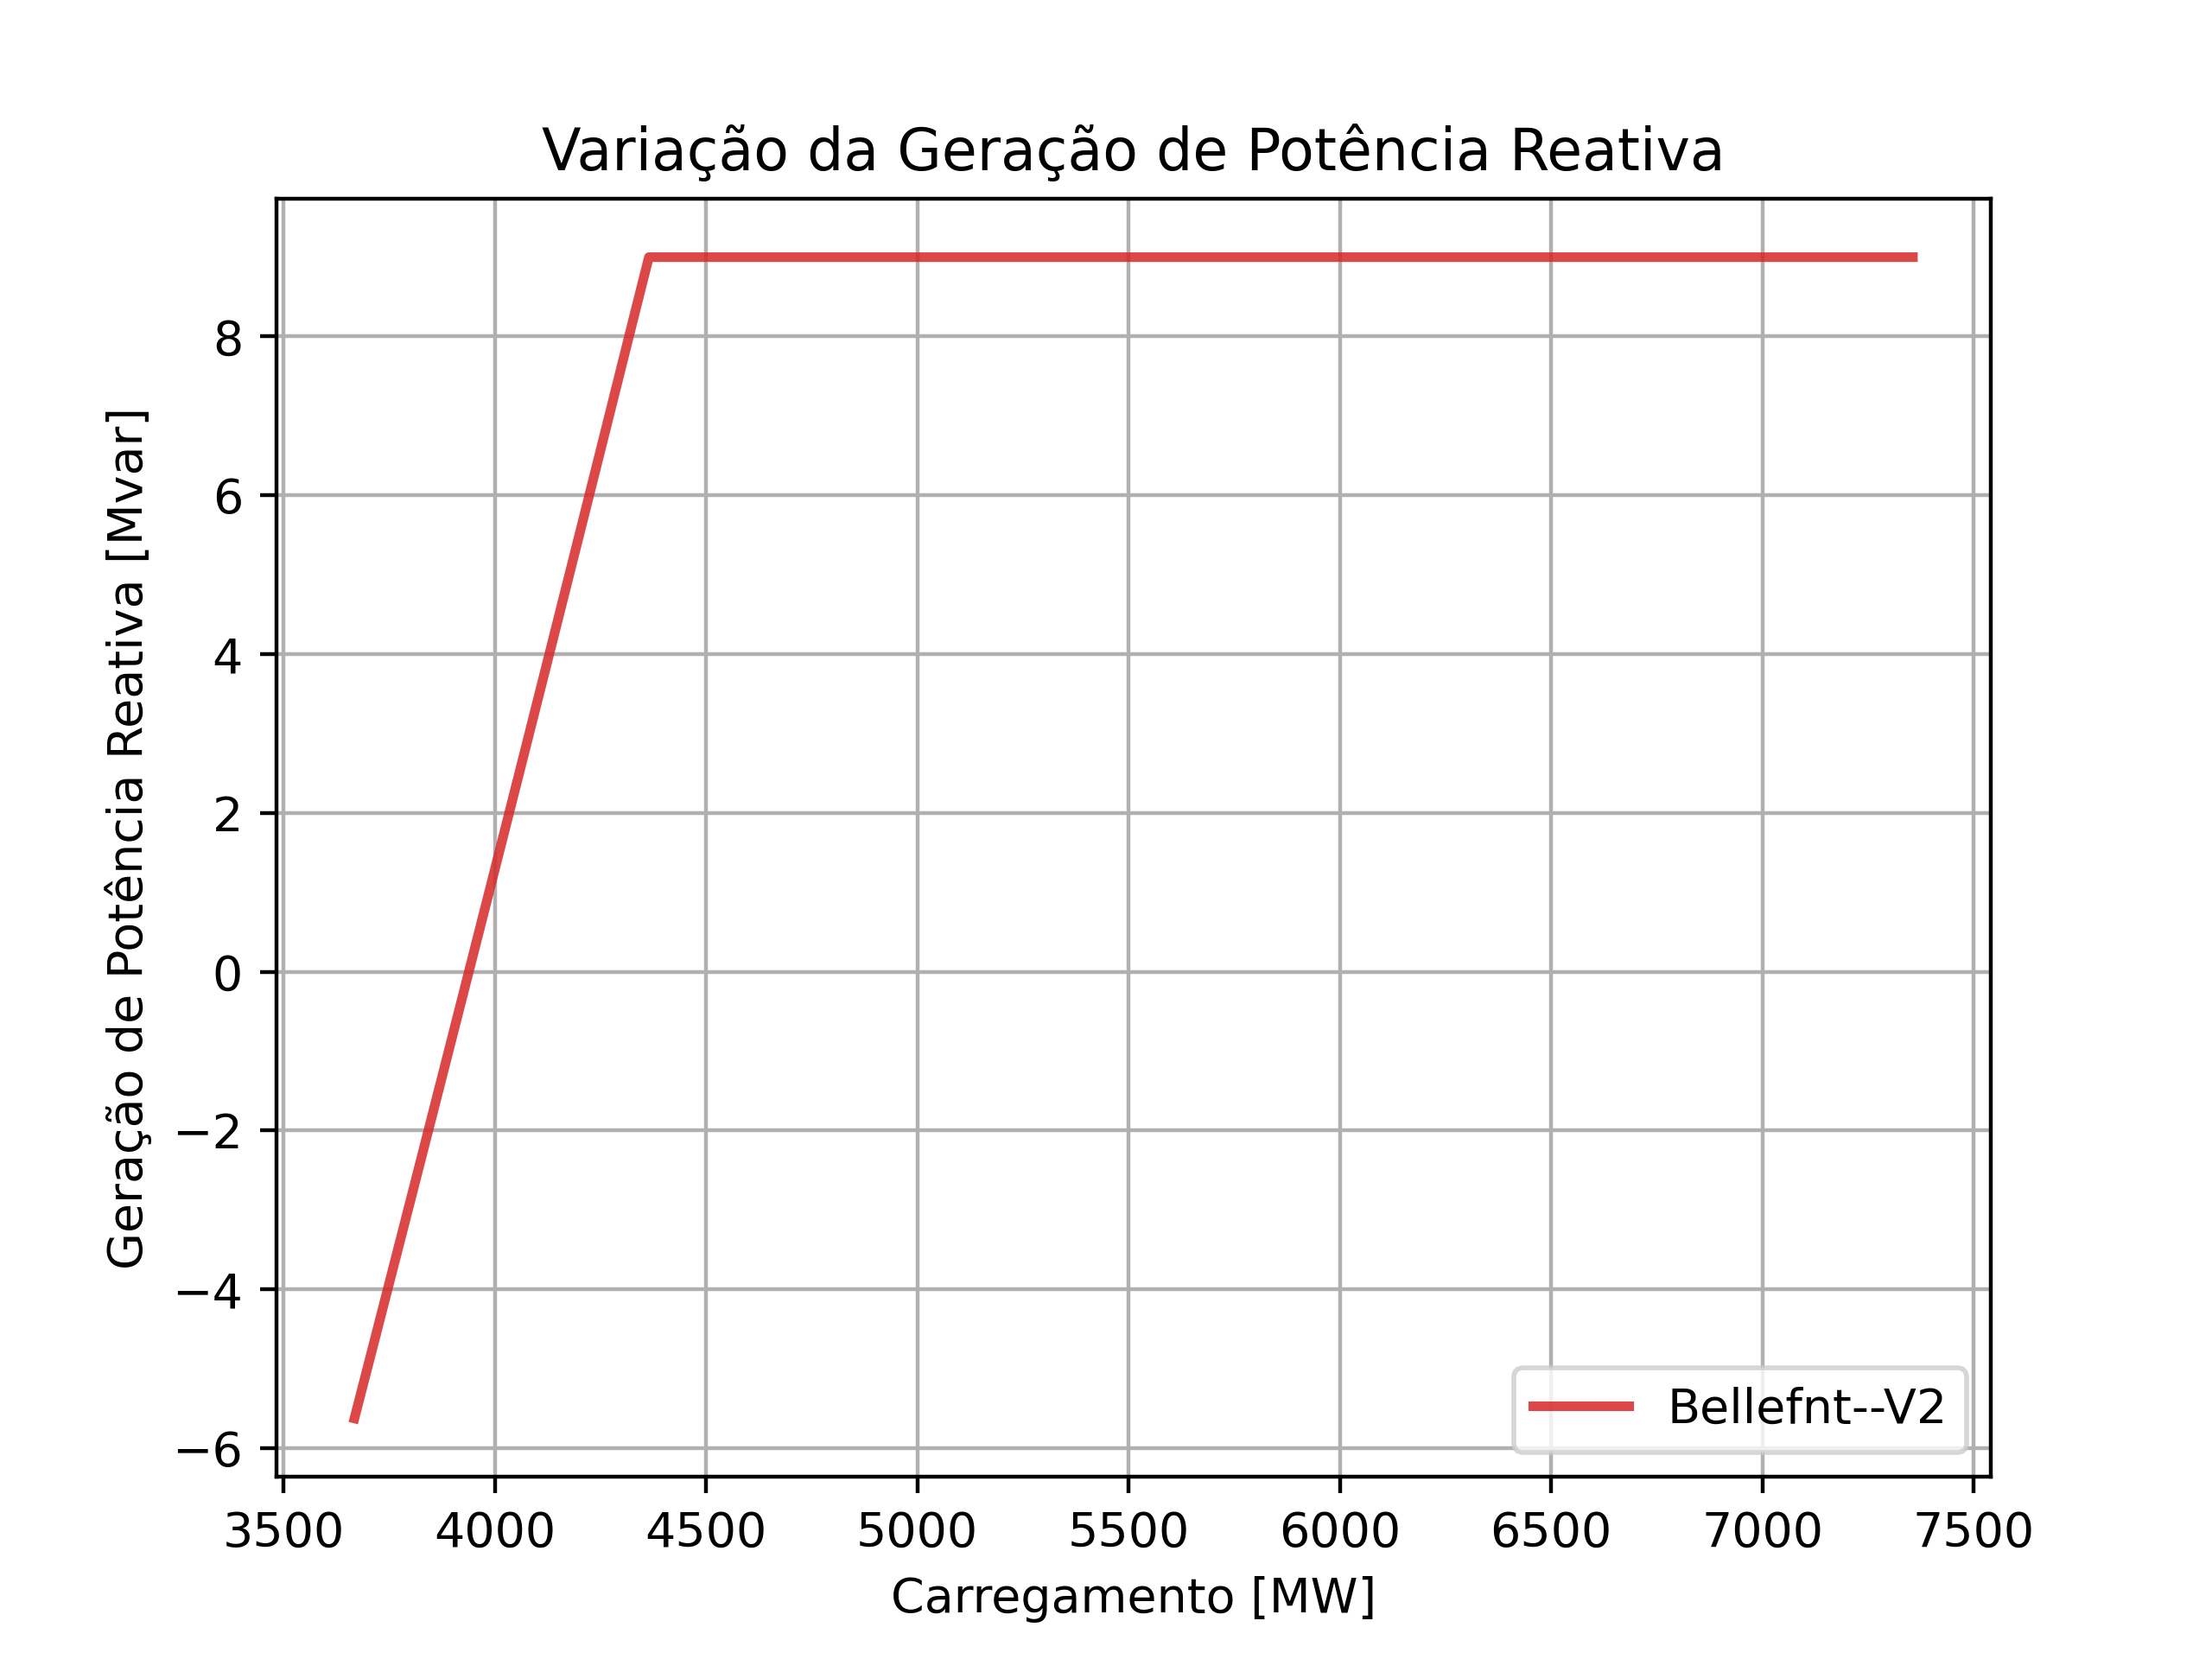 Variação da Geração de Potência Reativa
Geração de Potência Reativa [Mvar]
8
6
4
2
0
−2
−4
−6
Bellefnt--V2
3500 4000 4500 5000 5500 6000 6500 7000 7500
Carregamento [MW]